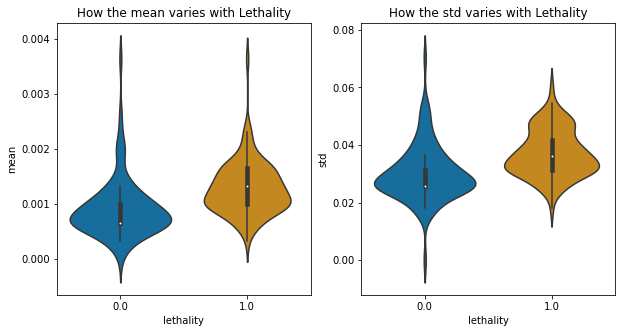 How the mean varies with Lethality
mean
0.004
0.003
0.002
0.001
0.000
0.0
1.0
lethality
How the std varies with Lethality
std
0.08
0.06
0.04
0.02
0.00
0.0
1.0
lethality